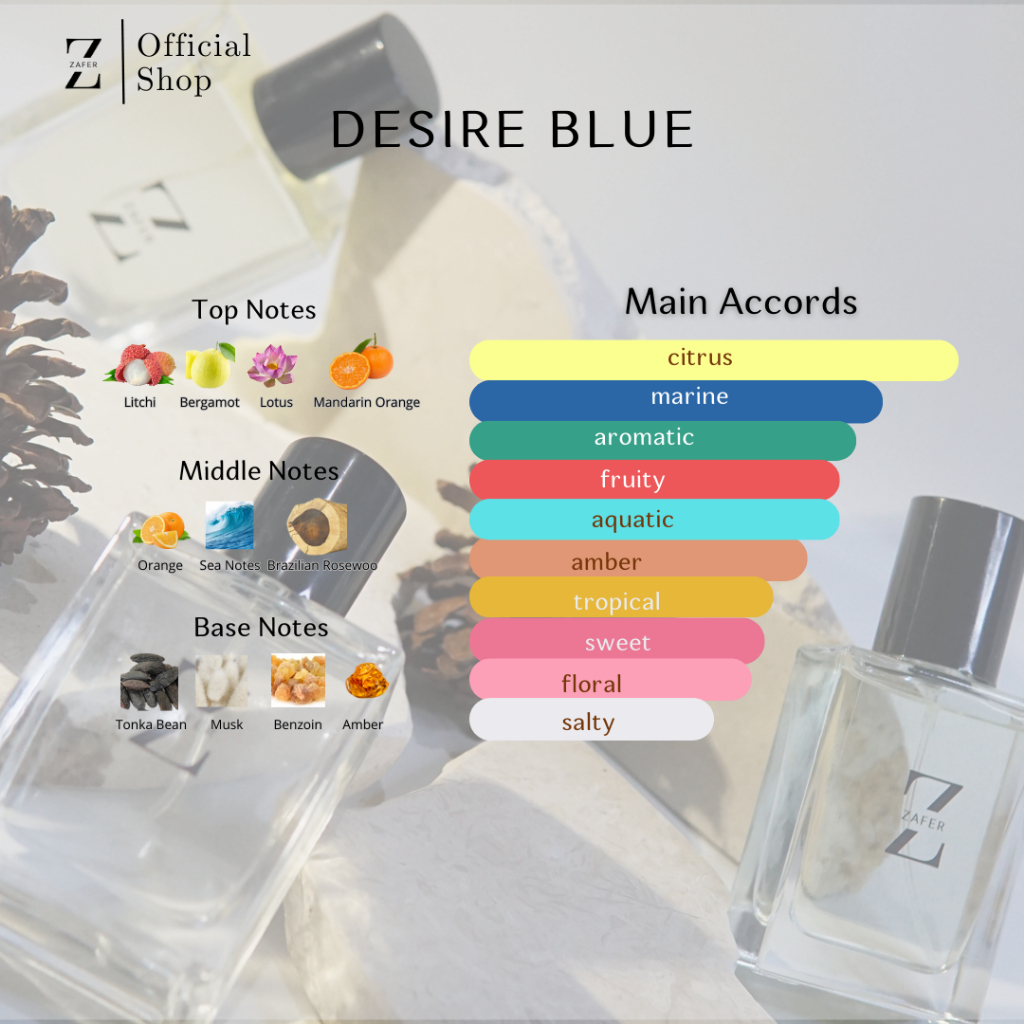 ZAFER
Official
Shop
DESIRE BLUE
Top Notes
Litchi Bergamot Lotus Mandarin Orange
Middle Notes
Orange Sea Notes Brazilian Rosewoo
Base Notes
Tonka Bean Musk Benzoin Amber
Main Accords
citrus
marine
aromatic
fruity
aquatic
amber
tropical
sweet
floral
salty
ZAFER